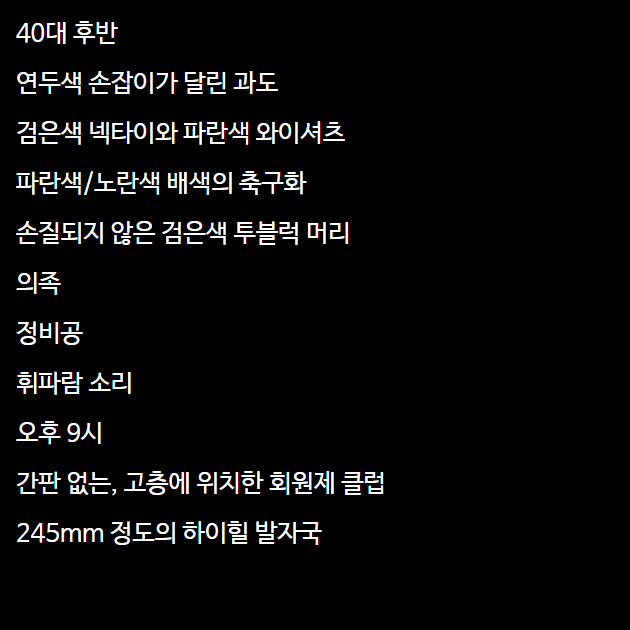 40대 후반
연두색 손잡이가 달린 과도
검은색 넥타이와 파란색 와이셔츠
파란색/노란색 배색의 축구화
손질되지 않은 검은색 투블럭 머리
의족
정비공
휘파람 소리
오후 9시
간판 없는, 고층에 위치한 회원제 클럽
245mm 정도의 하이힐 발자국